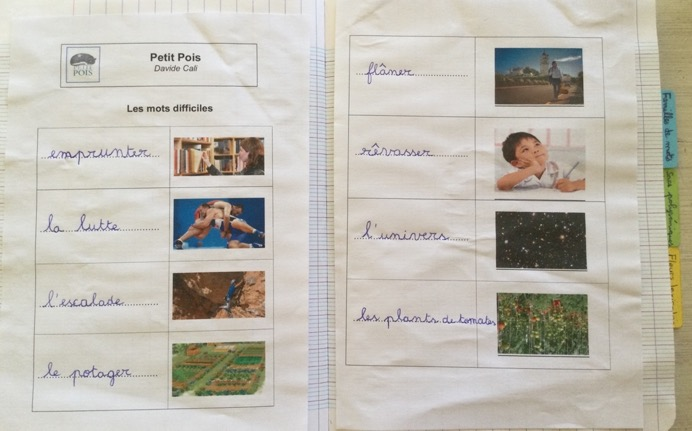 POIS
Petit Pois
Davide Cali
Les mots difficiles
emprunter
la lutte
l'escalade
le potager
flâner
rêvasser
l'univers
les plants de tomates